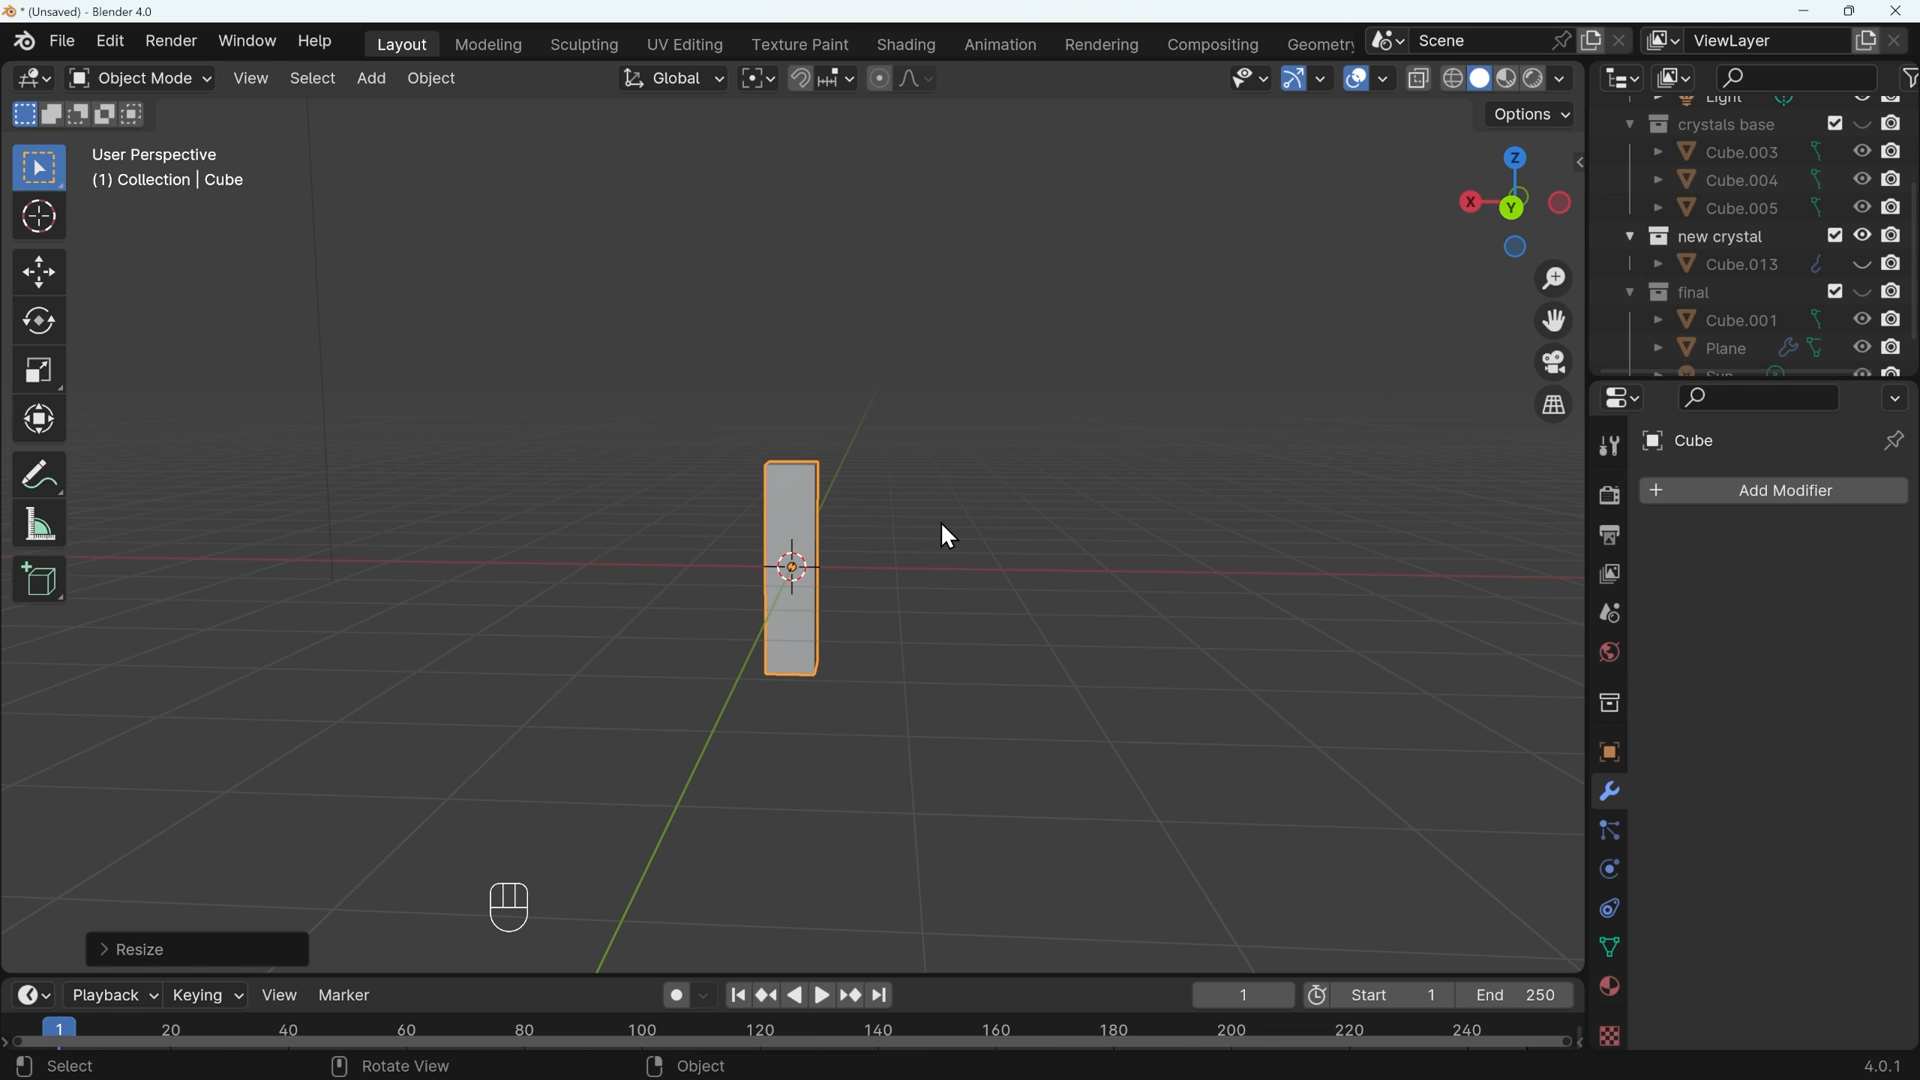 * (Unsaved) - Blender 4.0
File Edit Render Window Help Layout Modeling Sculpting UV Editing Texture Paint Shading Animation Rendering Compositing Geometry Scene ViewLayer
Object Mode View Select Add Object Global
Options
User Perspective
(1) Collection | Cube
Z
X
Y
Light
crystals base
Cube.003
Cube.004
Cube.005
new crystal
Cube.013
final
Cube.001
Plane
Sun
Cube
+ Add Modifier
> Resize
Playback Keying View Marker 1 Start 1 End 250
1 20 40 60 80 100 120 140 160 180 200 220 240
Select Rotate View Object 4.0.1